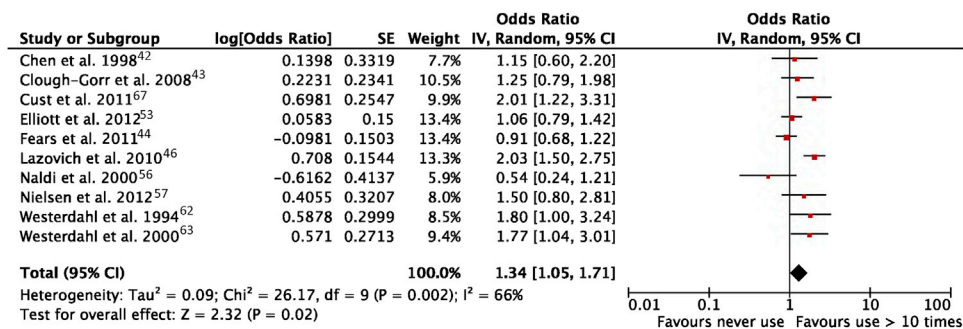 Odds Ratio Odds Ratio
Study or Subgroup log[Odds Ratio] SE Weight IV, Random, 95% CI IV, Random, 95% CI
Chen et al. 1998⁴² 0.1398 0.3319 7.7% 1.15 [0.60, 2.20]
Clough-Gorr et al. 2008⁴³ 0.2231 0.2341 10.5% 1.25 [0.79, 1.98]
Cust et al. 2011⁶⁷ 0.6981 0.2547 9.9% 2.01 [1.22, 3.31]
Elliott et al. 2012⁵³ 0.0583 0.15 13.4% 1.06 [0.79, 1.42]
Fears et al. 2011⁴⁴ −0.0981 0.1503 13.4% 0.91 [0.68, 1.22]
Lazovich et al. 2010⁴⁶ 0.708 0.1544 13.3% 2.03 [1.50, 2.75]
Naldi et al. 2000⁵⁶ −0.6162 0.4137 5.9% 0.54 [0.24, 1.21]
Nielsen et al. 2012⁵⁷ 0.4055 0.3207 8.0% 1.50 [0.80, 2.81]
Westerdahl et al. 1994⁶² 0.5878 0.2999 8.5% 1.80 [1.00, 3.24]
Westerdahl et al. 2000⁶³ 0.571 0.2713 9.4% 1.77 [1.04, 3.01]
Total (95% CI) 100.0% 1.34 [1.05, 1.71]
Heterogeneity: Tau² = 0.09; Chi² = 26.17, df = 9 (P = 0.002); I² = 66%
Test for overall effect: Z = 2.32 (P = 0.02)
0.01 0.1 1 10 100
Favours never use Favours use > 10 times